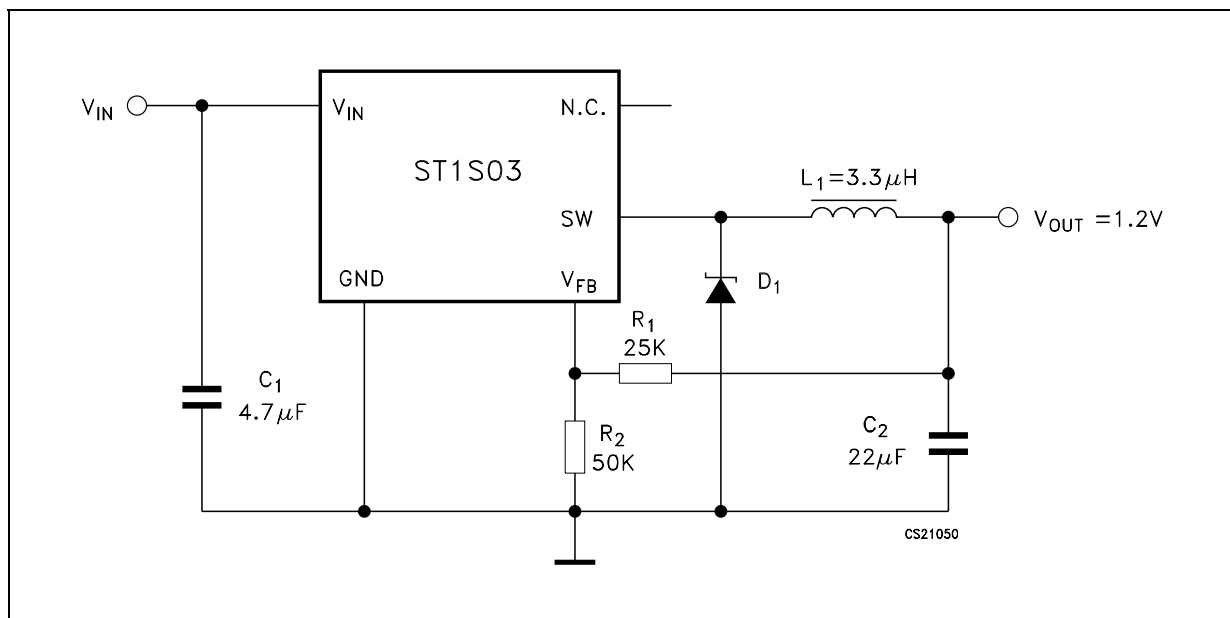 V_IN
V_IN
N.C.
ST1S03
SW
L_1=3.3μH
V_OUT =1.2V
GND
V_FB
D_1
R_1
25K
C_1
4.7μF
R_2
50K
C_2
22μF
CS21050